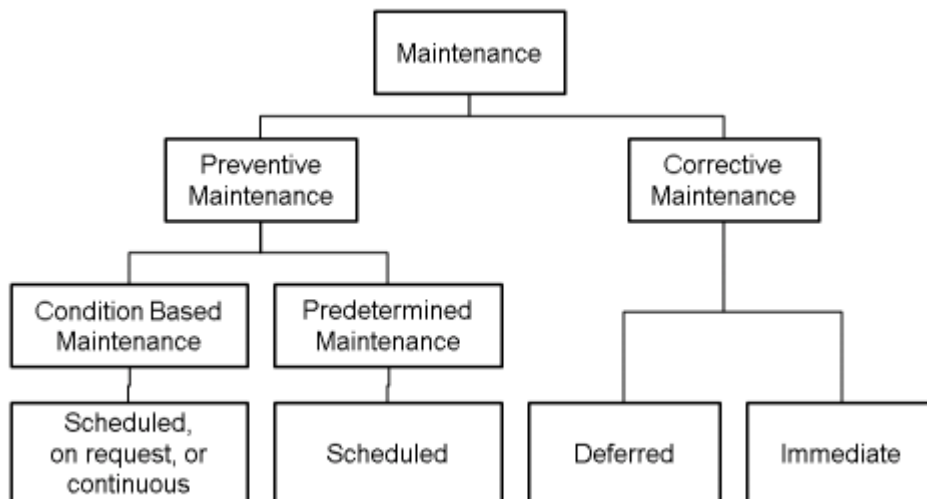 Maintenance
Preventive
Maintenance
Corrective
Maintenance
Condition Based
Maintenance
Predetermined
Maintenance
Scheduled,
on request, or
continuous
Scheduled
Deferred
Immediate